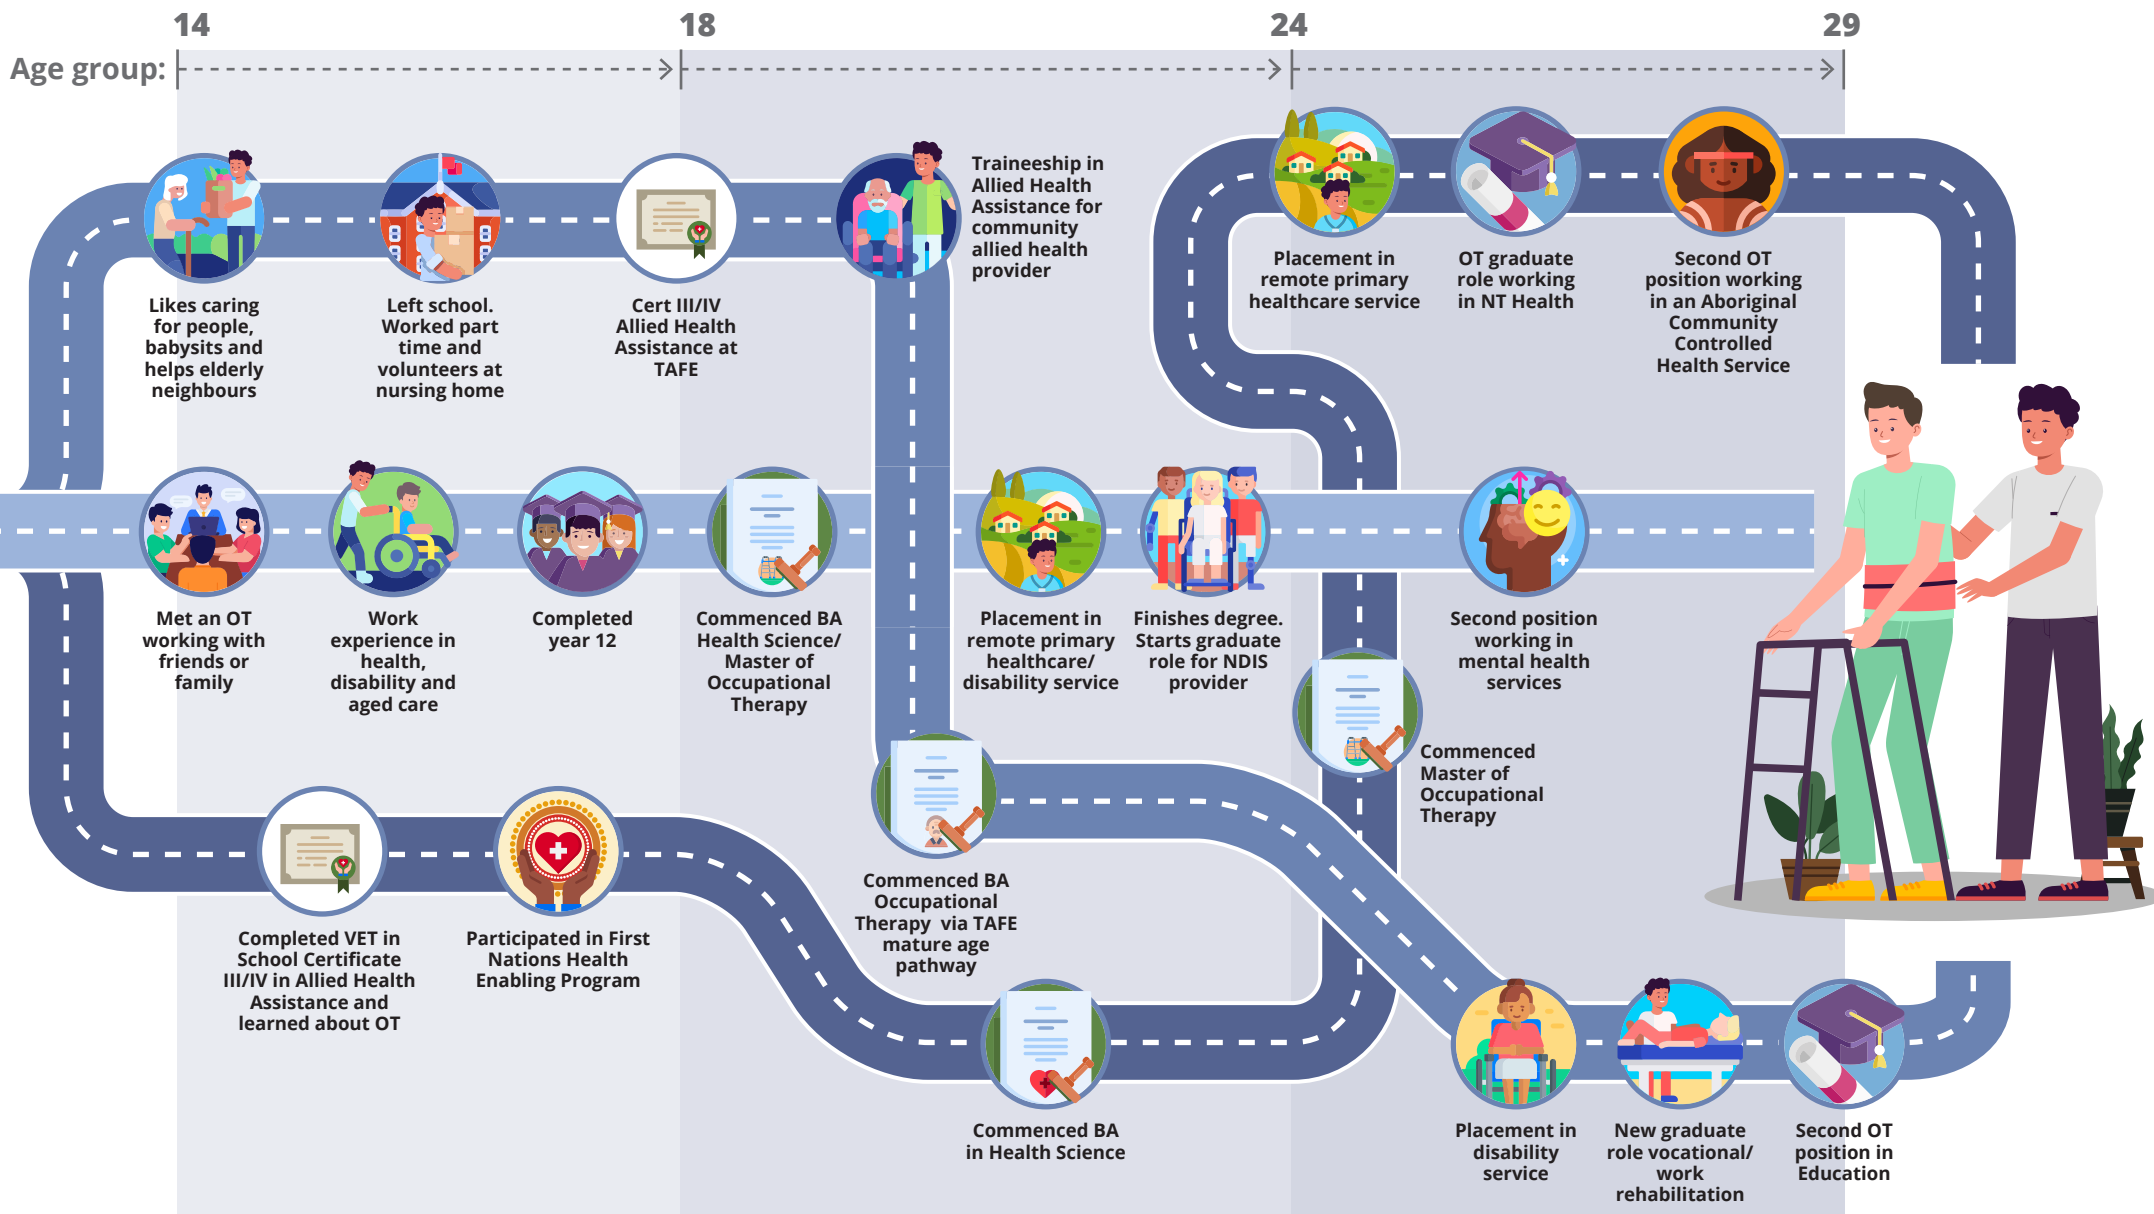 14
18
24
29
Age group:
Likes caring
for people,
babysits and
helps elderly
neighbours
Left school.
Worked part
time and
volunteers at
nursing home
Cert III/IV
Allied Health
Assistance at
TAFE
Traineeship in
Allied Health
Assistance for
community
allied health
provider
Placement in
remote primary
healthcare service
OT graduate
role working
in NT Health
Second OT
position working
in an Aboriginal
Community
Controlled
Health Service
Met an OT
working with
friends or
family
Work
experience in
health,
disability and
aged care
Completed
year 12
Commenced BA
Health Science/
Master of
Occupational
Therapy
Placement in
remote primary
healthcare/
disability service
Finishes degree.
Starts graduate
role for NDIS
provider
Second position
working in
mental health
services
Commenced
Master of
Occupational
Therapy
Completed VET in
School Certificate
III/IV in Allied Health
Assistance and
learned about OT
Participated in First
Nations Health
Enabling Program
Commenced BA
Occupational
Therapy via TAFE
mature age
pathway
Commenced BA
in Health Science
Placement in
disability
service
New graduate
role vocational/
work
rehabilitation
Second OT
position in
Education